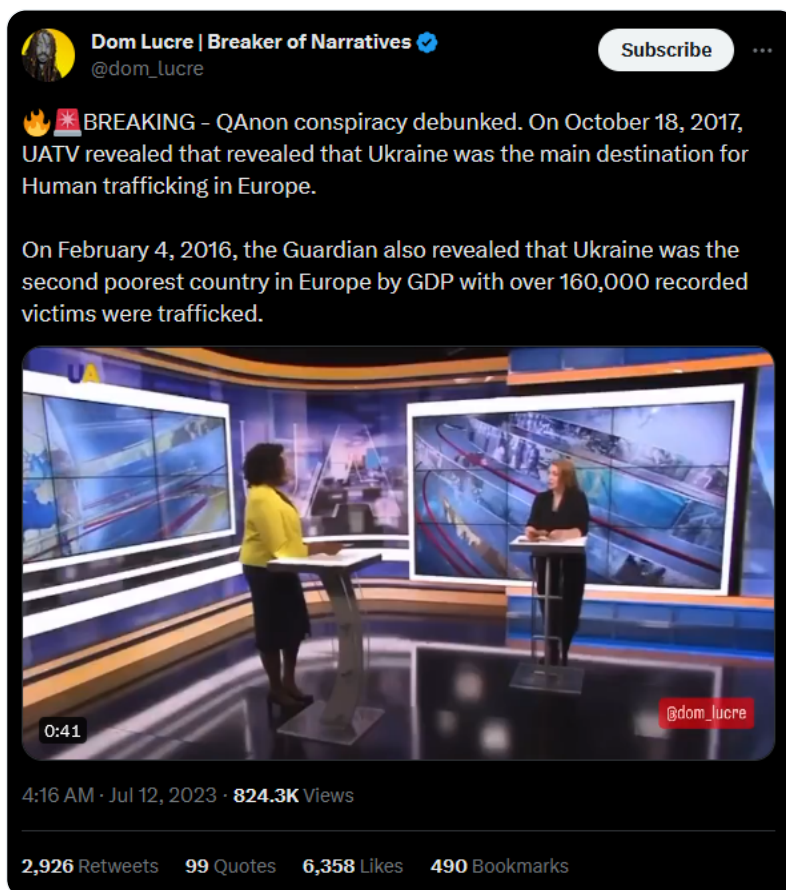 Dom Lucre | Breaker of Narratives
Subscribe
...
@dom_lucre
🔥🚨BREAKING - QAnon conspiracy debunked. On October 18, 2017,
UATV revealed that revealed that Ukraine was the main destination for
Human trafficking in Europe.
On February 4, 2016, the Guardian also revealed that Ukraine was the
second poorest country in Europe by GDP with over 160,000 recorded
victims were trafficked.
UA
@dom_lucre
0:41
4:16 AM · Jul 12, 2023 · 824.3K Views
2,926 Retweets 99 Quotes 6,358 Likes 490 Bookmarks